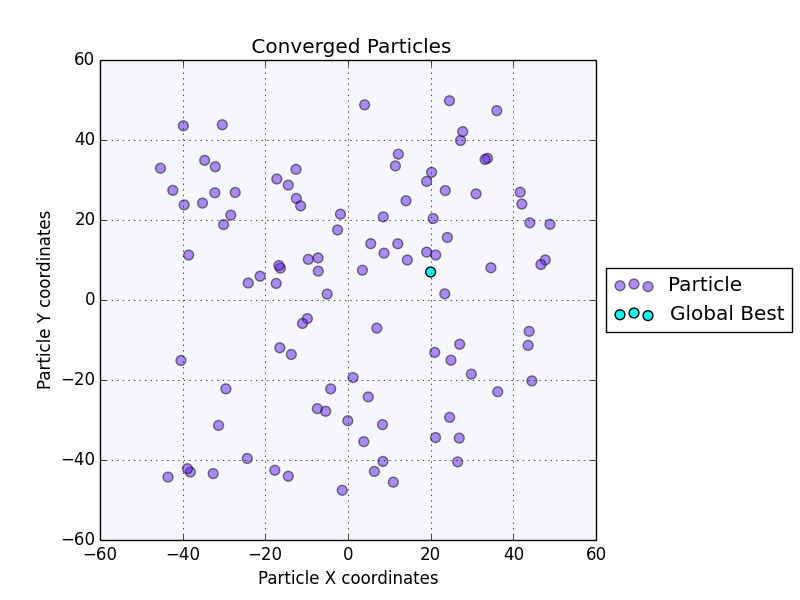 Converged Particles
60
40
20
0
−20
−40
−60
Particle Y coordinates
−60 −40 −20 0 20 40 60
Particle X coordinates
Particle
Global Best